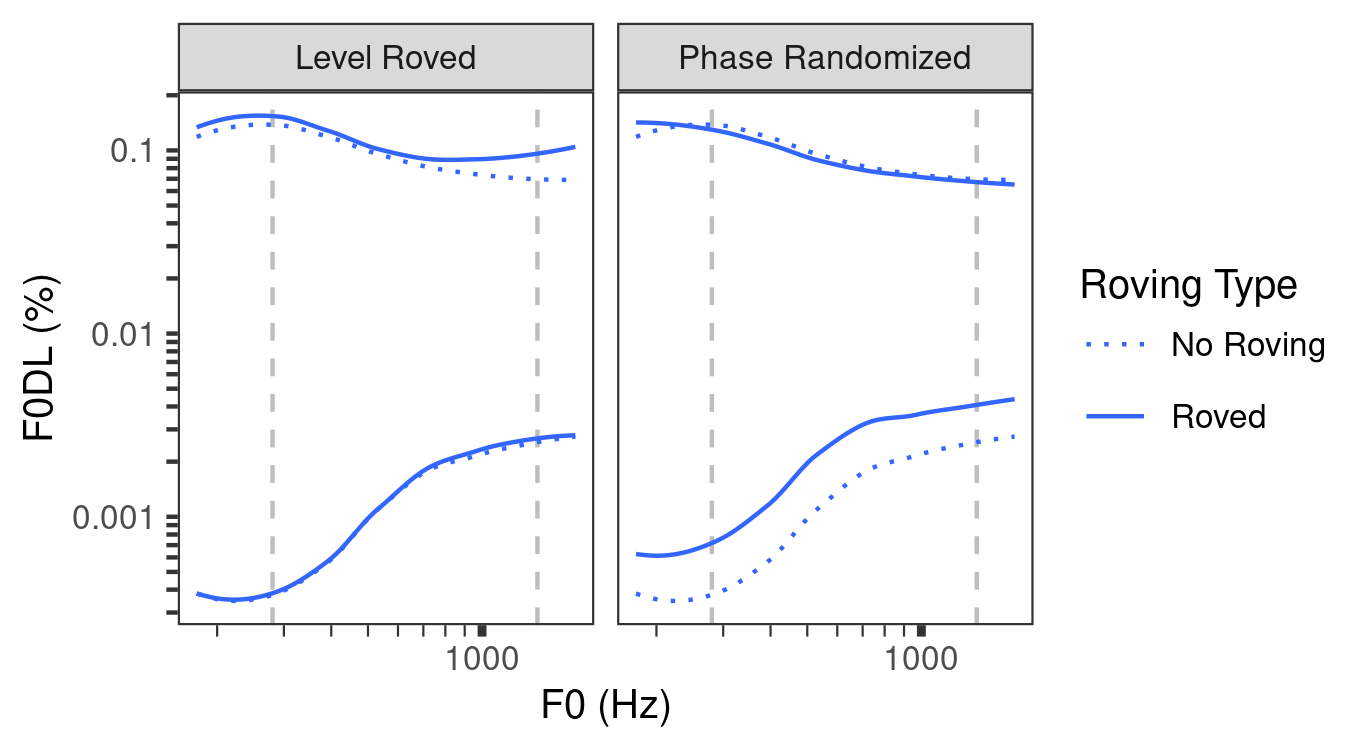 Level Roved
Phase Randomized
0.1
0.01
0.001
F0DL (%)
1000
1000
F0 (Hz)
Roving Type
No Roving
Roved